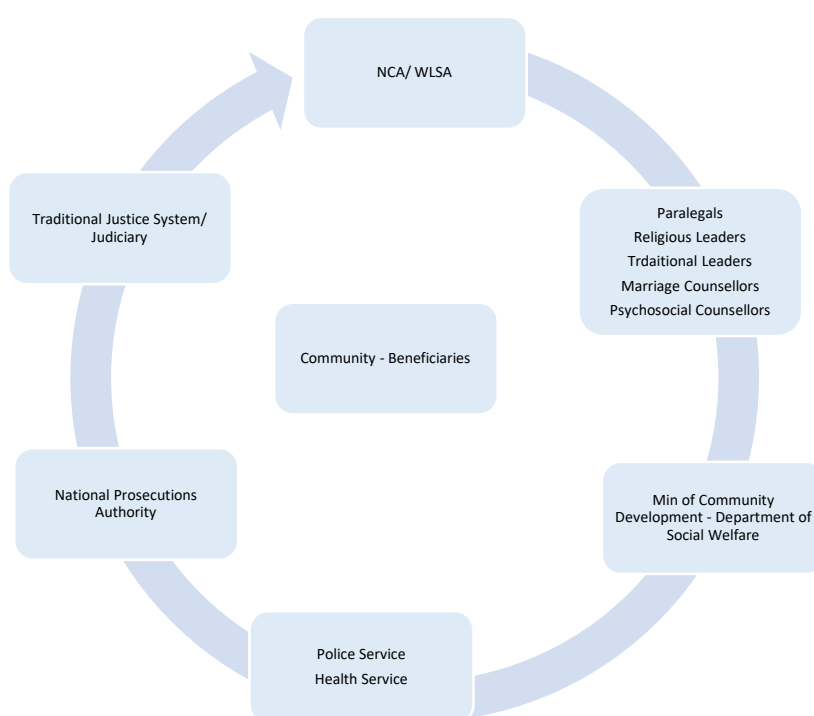 NCA/ WLSA
Paralegals
Religious Leaders
Trdaitional Leaders
Marriage Counsellors
Psychosocial Counsellors
Min of Community
Development - Department of
Social Welfare
Police Service
Health Service
National Prosecutions
Authority
Traditional Justice System/
Judiciary
Community - Beneficiaries